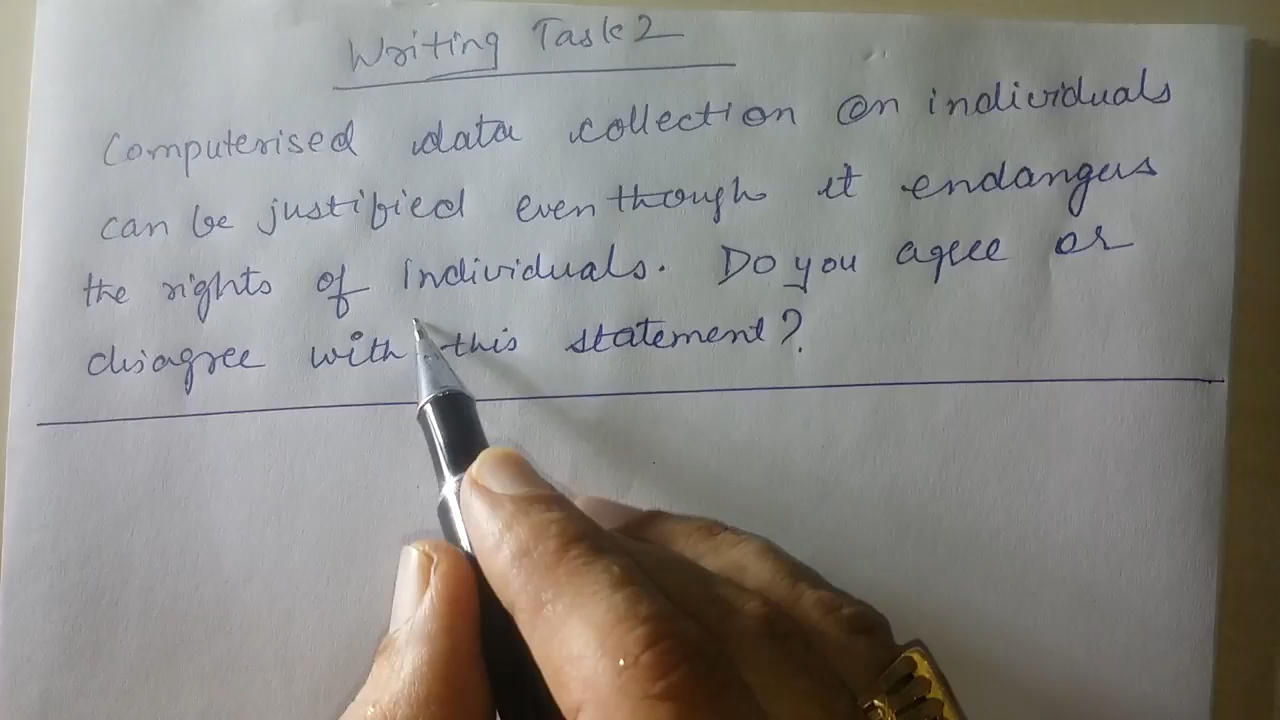 Writing Task 2
Computerised data collection on individuals
can be justified even though it endangers
the rights of individuals. Do you agree or
disagree with this statement?